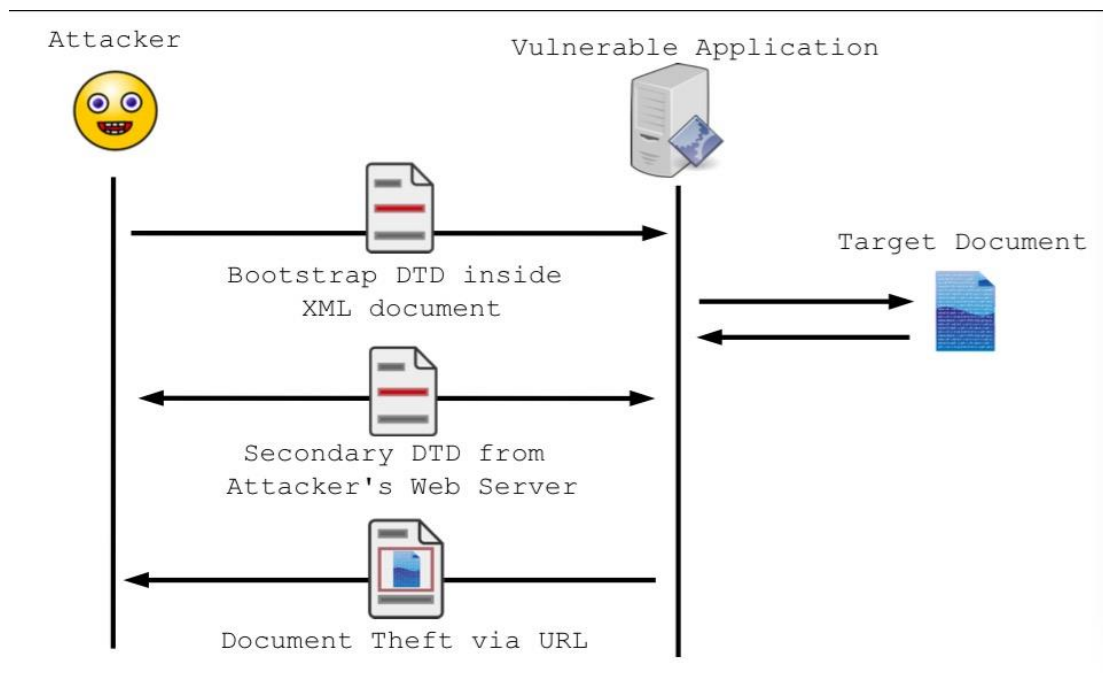 Attacker
Vulnerable Application
Target Document
Bootstrap DTD inside
XML document
Secondary DTD from
Attacker's Web Server
Document Theft via URL